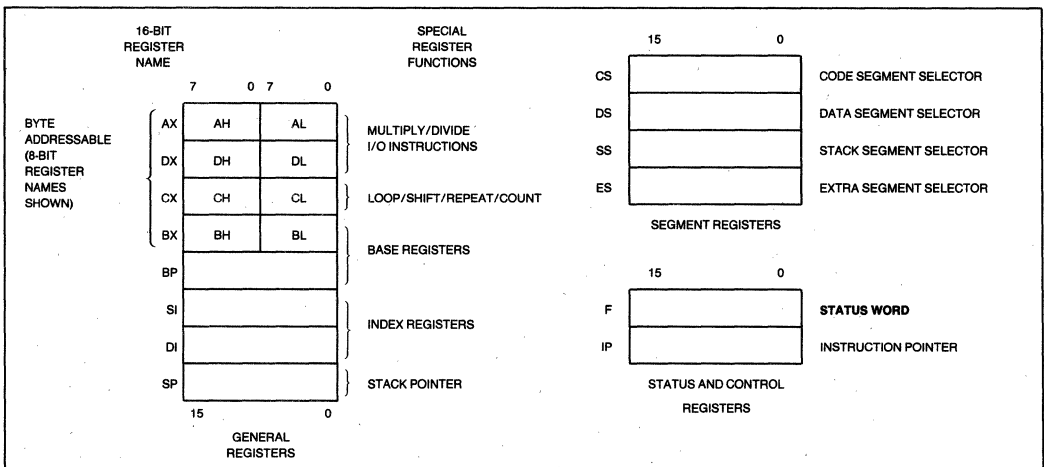 16-BIT
REGISTER
NAME
SPECIAL
REGISTER
FUNCTIONS
7 0 7 0
BYTE
ADDRESSABLE
(8-BIT
REGISTER
NAMES
SHOWN)
AX AH AL
DX DH DL
MULTIPLY/DIVIDE
I/O INSTRUCTIONS
CX CH CL LOOP/SHIFT/REPEAT/COUNT
BX BH BL
BASE REGISTERS
BP
SI
INDEX REGISTERS
DI
SP STACK POINTER
15 0
GENERAL
REGISTERS
15 0
CS CODE SEGMENT SELECTOR
DS DATA SEGMENT SELECTOR
SS STACK SEGMENT SELECTOR
ES EXTRA SEGMENT SELECTOR
SEGMENT REGISTERS
15 0
F STATUS WORD
IP INSTRUCTION POINTER
STATUS AND CONTROL
REGISTERS